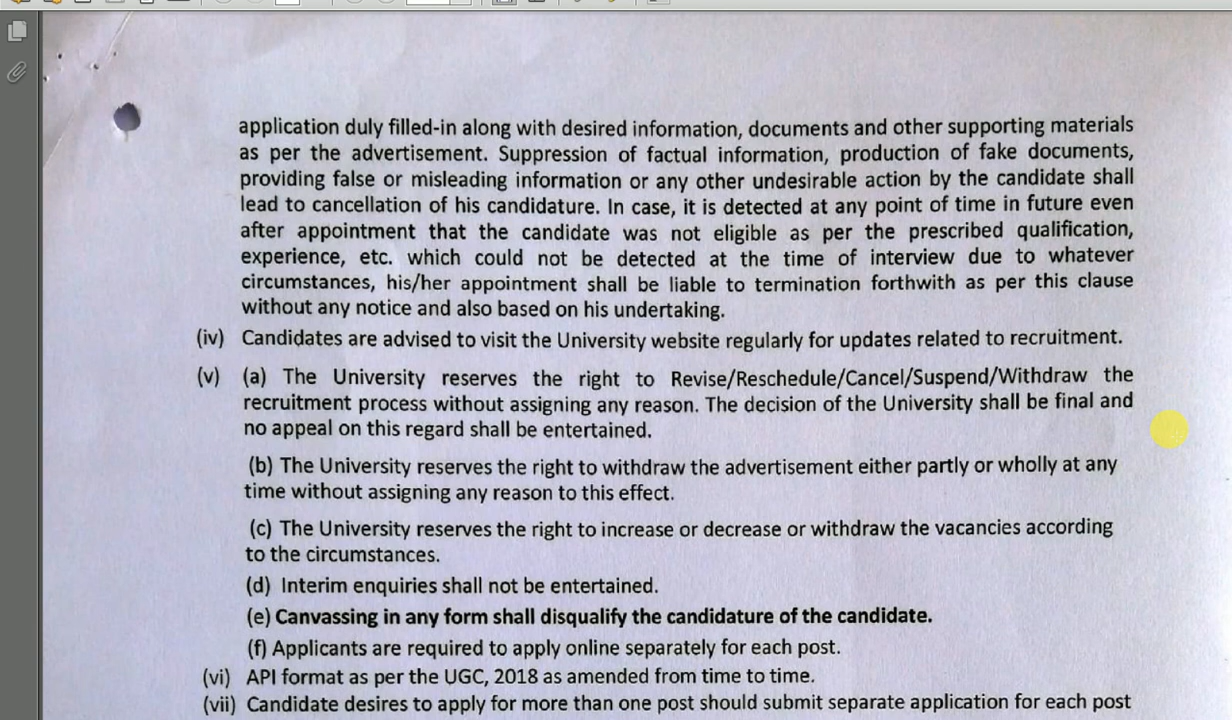 application duly filled-in along with desired information, documents and other supporting materials
as per the advertisement. Suppression of factual information, production of fake documents,
providing false or misleading information or any other undesirable action by the candidate shall
lead to cancellation of his candidature. In case, it is detected at any point of time in future even
after appointment that the candidate was not eligible as per the prescribed qualification,
experience, etc. which could not be detected at the time of interview due to whatever
circumstances, his/her appointment shall be liable to termination forthwith as per this clause
without any notice and also based on his undertaking.
(iv) Candidates are advised to visit the University website regularly for updates related to recruitment.
(v) (a) The University reserves the right to Revise/Reschedule/Cancel/Suspend/Withdraw the
recruitment process without assigning any reason. The decision of the University shall be final and
no appeal on this regard shall be entertained.
(b) The University reserves the right to withdraw the advertisement either partly or wholly at any
time without assigning any reason to this effect.
(c) The University reserves the right to increase or decrease or withdraw the vacancies according
to the circumstances.
(d) Interim enquiries shall not be entertained.
(e) Canvassing in any form shall disqualify the candidature of the candidate.
(f) Applicants are required to apply online separately for each post.
(vi) API format as per the UGC, 2018 as amended from time to time.
(vii) Candidate desires to apply for more than one post should submit separate application for each post